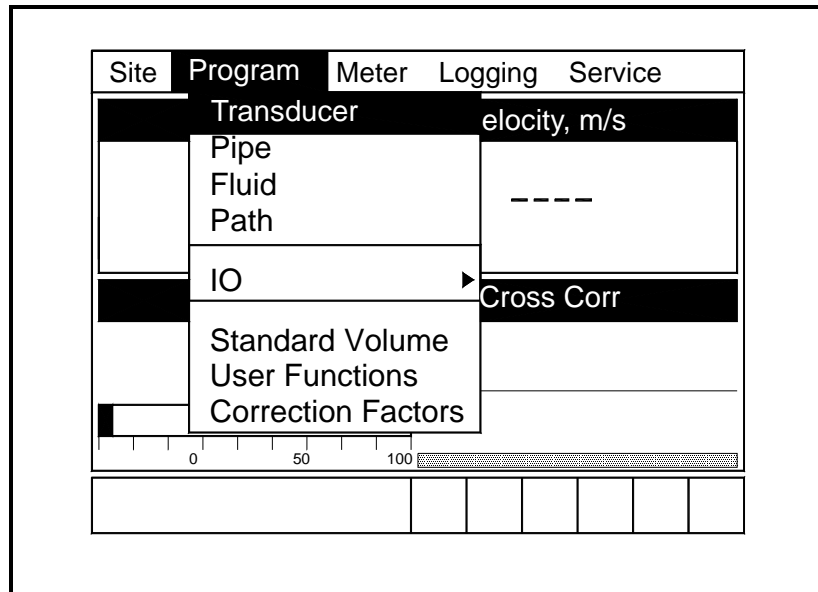 Site Program Meter Logging Service
Transducer
elocity, m/s
Pipe
Fluid
Path
IO
Cross Corr
Standard Volume
User Functions
Correction Factors
0 50 100